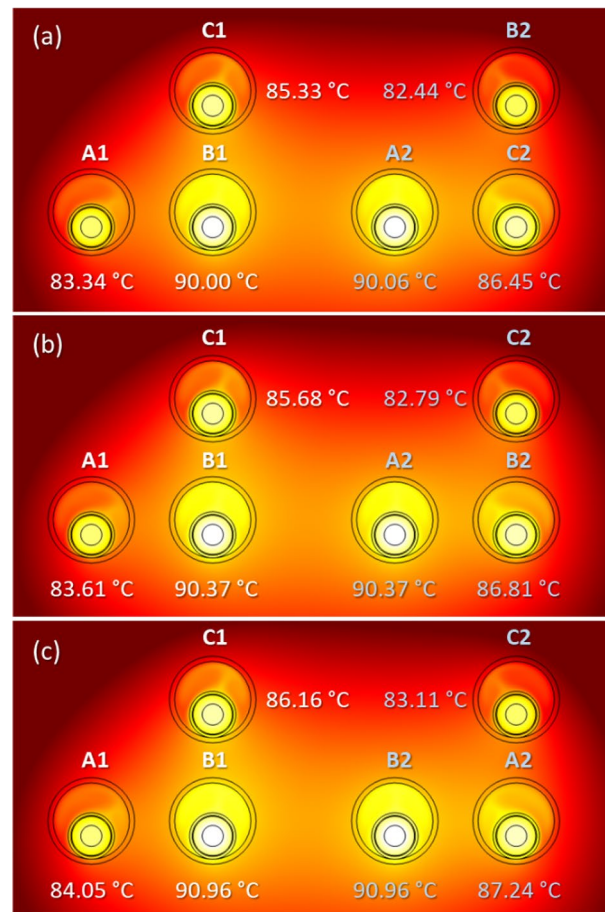 (a)
C1
B2
85.33 °C
82.44 °C
A1
B1
A2
C2
83.34 °C
90.00 °C
90.06 °C
86.45 °C
(b)
C1
C2
85.68 °C
82.79 °C
A1
B1
A2
B2
83.61 °C
90.37 °C
90.37 °C
86.81 °C
(c)
C1
C2
86.16 °C
83.11 °C
A1
B1
B2
A2
84.05 °C
90.96 °C
90.96 °C
87.24 °C